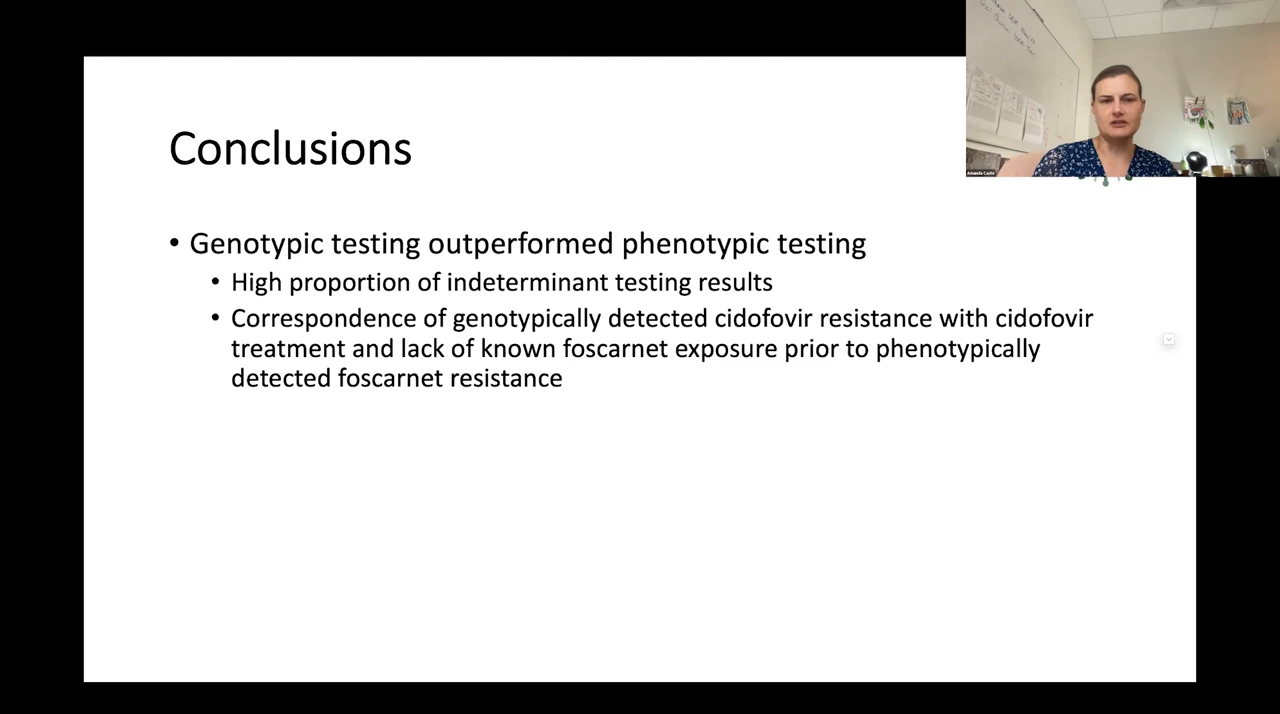 Conclusions
• Genotypic testing outperformed phenotypic testing
• High proportion of indeterminant testing results
• Correspondence of genotypically detected cidofovir resistance with cidofovir
treatment and lack of known foscarnet exposure prior to phenotypically
detected foscarnet resistance